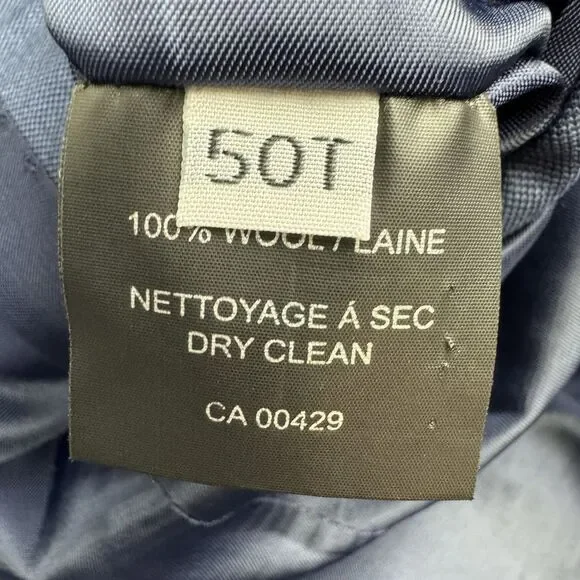 50T
100% WOOL / LAINE
NETTOYAGE Á SEC
DRY CLEAN
CA 00429